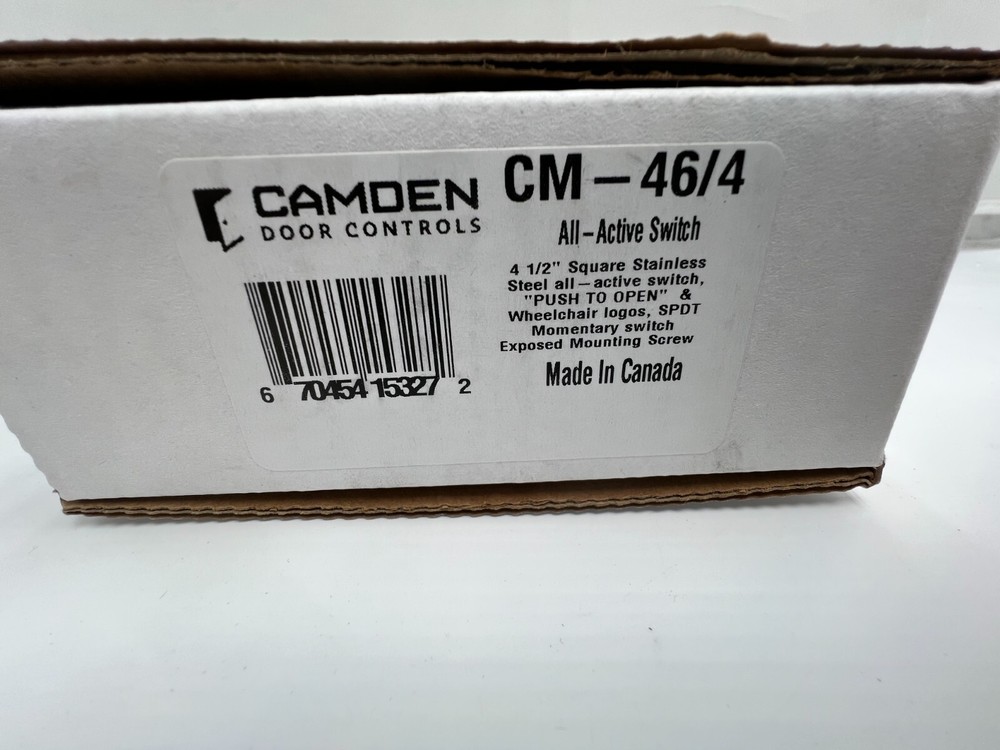 CAMDEN
DOOR CONTROLS
CM-46/4
All-Active Switch
4 1/2" Square Stainless
Steel all-active switch,
"PUSH TO OPEN" &
Wheelchair logos, SPDT
Momentary switch
Exposed Mounting Screw
Made In Canada
6 70454 15327 2